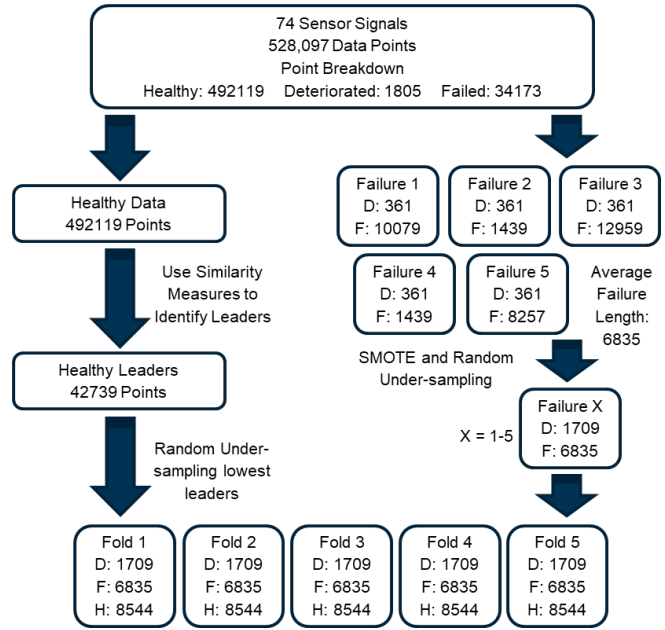 74 Sensor Signals
528,097 Data Points
Point Breakdown
Healthy: 492119 Deteriorated: 1805 Failed: 34173
Healthy Data
492119 Points
Use Similarity
Measures to
Identify Leaders
Healthy Leaders
42739 Points
Random Under-
sampling lowest
leaders
Failure 1
D: 361
F: 10079
Failure 2
D: 361
F: 1439
Failure 3
D: 361
F: 12959
Failure 4
D: 361
F: 1439
Failure 5
D: 361
F: 8257
Average
Failure
Length:
6835
SMOTE and Random
Under-sampling
X = 1-5
Failure X
D: 1709
F: 6835
Fold 1
D: 1709
F: 6835
H: 8544
Fold 2
D: 1709
F: 6835
H: 8544
Fold 3
D: 1709
F: 6835
H: 8544
Fold 4
D: 1709
F: 6835
H: 8544
Fold 5
D: 1709
F: 6835
H: 8544